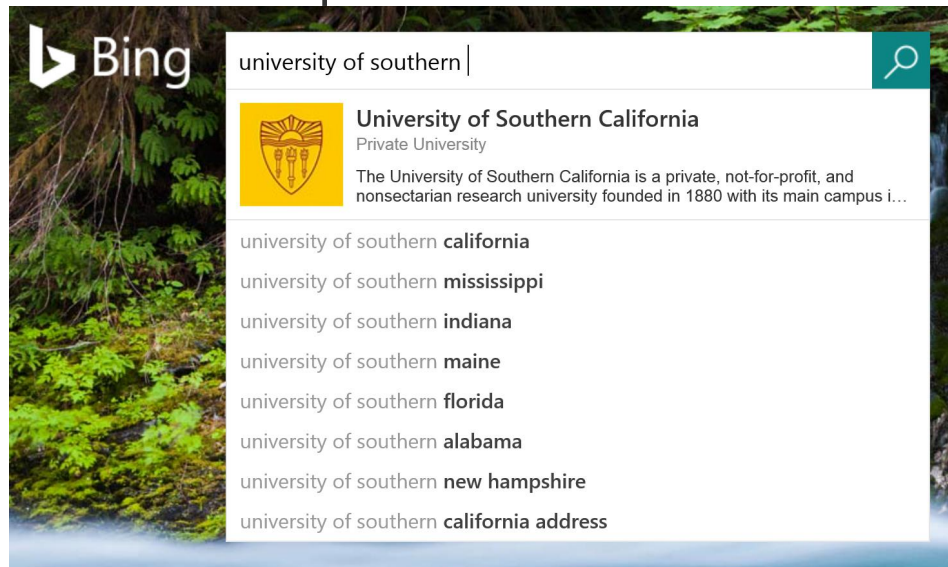 Bing
university of southern
University of Southern California
Private University
The University of Southern California is a private, not-for-profit, and
nonsectarian research university founded in 1880 with its main campus i...
university of southern california
university of southern mississippi
university of southern indiana
university of southern maine
university of southern florida
university of southern alabama
university of southern new hampshire
university of southern california address